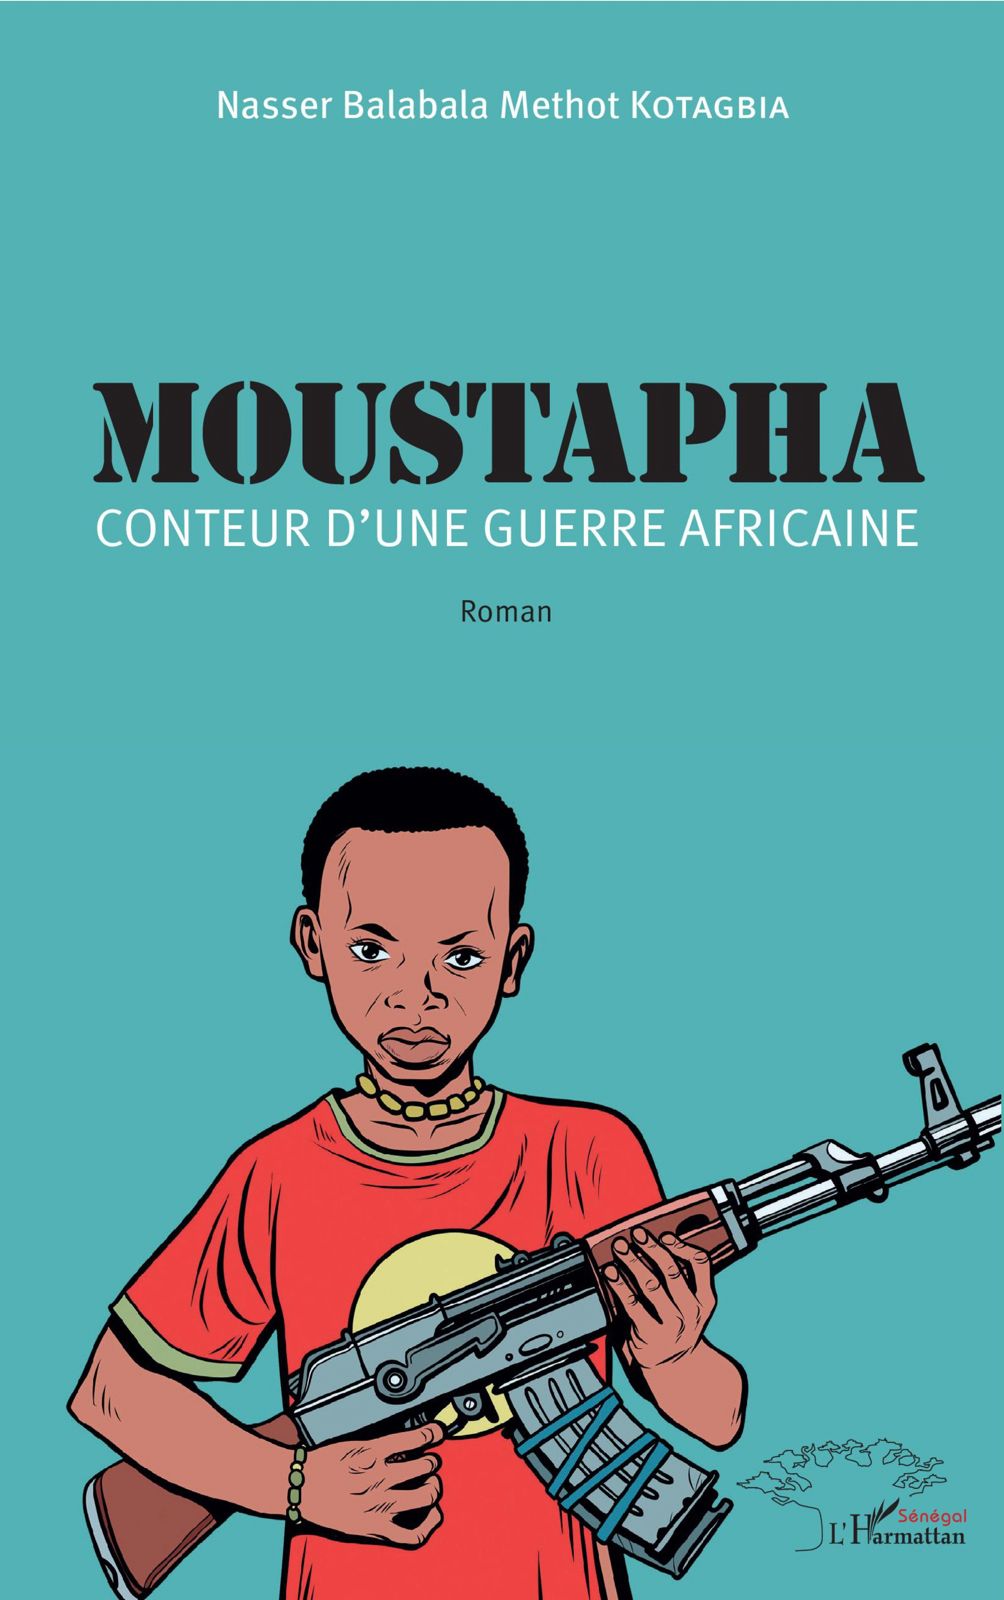 Nasser Balabala Methot KOTAGBIA
MOUSTAPHA
CONTEUR D'UNE GUERRE AFRICAINE
Roman
Sénégal
L'Harmattan